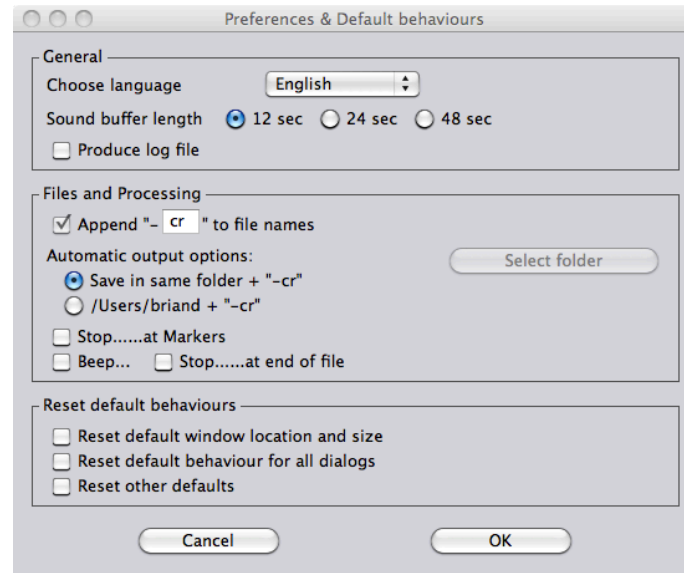 Preferences & Default behaviours
General
Choose language English
Sound buffer length 12 sec 24 sec 48 sec
Produce log file
Files and Processing
Append "- cr " to file names
Automatic output options: Select folder
Save in same folder + "-cr"
/Users/briand + "-cr"
Stop......at Markers
Beep... Stop......at end of file
Reset default behaviours
Reset default window location and size
Reset default behaviour for all dialogs
Reset other defaults
Cancel OK